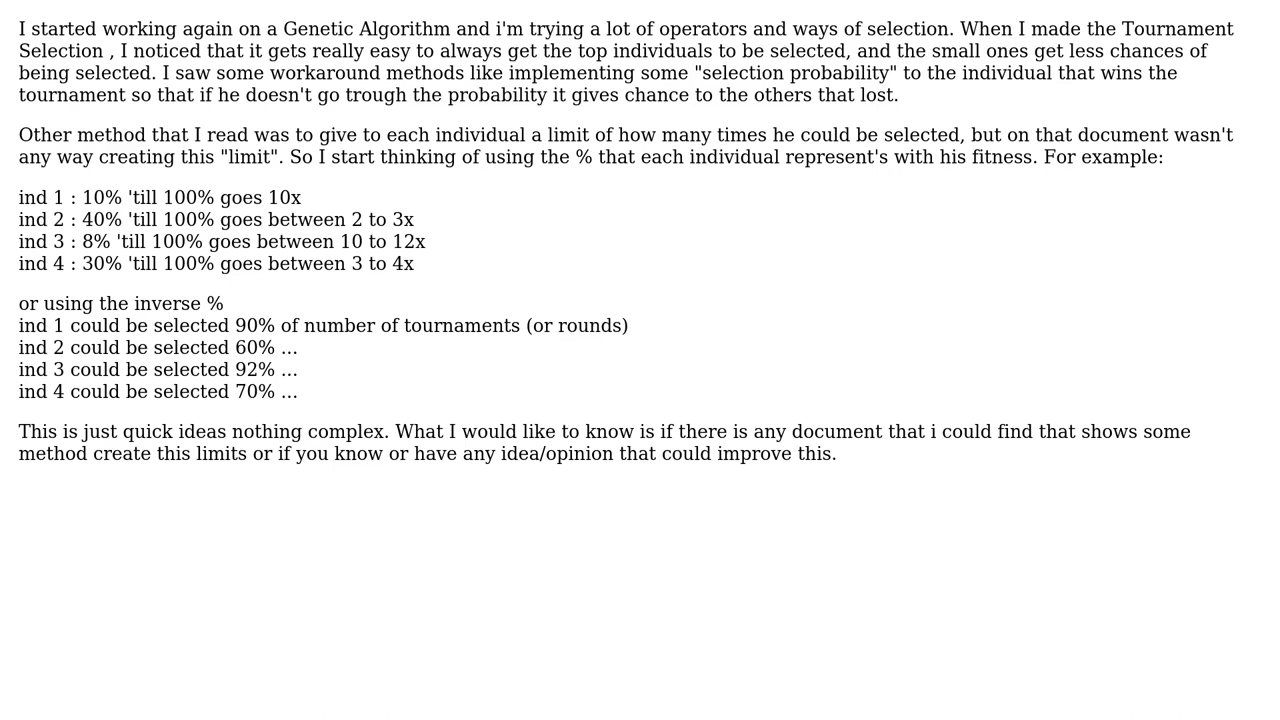 I started working again on a Genetic Algorithm and i'm trying a lot of operators and ways of selection. When I made the Tournament
Selection , I noticed that it gets really easy to always get the top individuals to be selected, and the small ones get less chances of
being selected. I saw some workaround methods like implementing some "selection probability" to the individual that wins the
tournament so that if he doesn't go trough the probability it gives chance to the others that lost.
Other method that I read was to give to each individual a limit of how many times he could be selected, but on that document wasn't
any way creating this "limit". So I start thinking of using the % that each individual represent's with his fitness. For example:
ind 1 : 10% 'till 100% goes 10x
ind 2 : 40% 'till 100% goes between 2 to 3x
ind 3 : 8% 'till 100% goes between 10 to 12x
ind 4 : 30% 'till 100% goes between 3 to 4x
or using the inverse %
ind 1 could be selected 90% of number of tournaments (or rounds)
ind 2 could be selected 60% ...
ind 3 could be selected 92% ...
ind 4 could be selected 70% ...
This is just quick ideas nothing complex. What I would like to know is if there is any document that i could find that shows some
method create this limits or if you know or have any idea/opinion that could improve this.